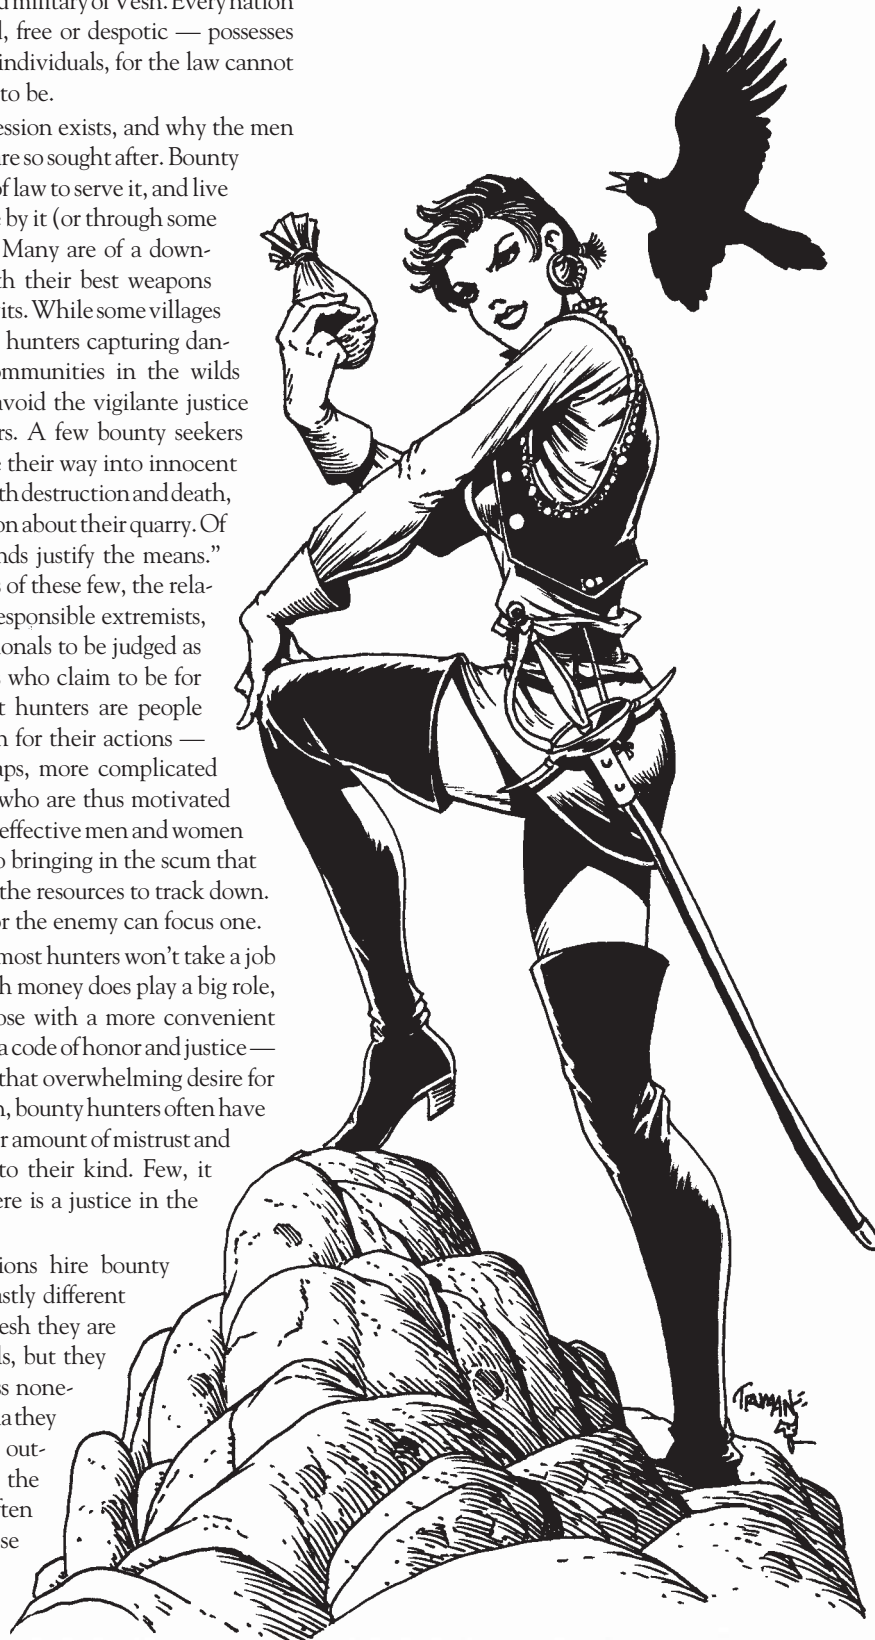 d military of Vesh. Every nation
l, free or despotic — possesses
individuals, for the law cannot
to be.
ession exists, and why the men
re so sought after. Bounty
of law to serve it, and live
e by it (or through some
Many are of a down-
th their best weapons
its. While some villages
hunters capturing dan-
ommunities in the wilds
avoid the vigilante justice
rs. A few bounty seekers
e their way into innocent
th destruction and death,
on about their quarry. Of
nds justify the means.”
s of these few, the rela-
esponsible extremists,
ionals to be judged as
s who claim to be for
t hunters are people
n for their actions —
aps, more complicated
who are thus motivated
effective men and women
o bringing in the scum that
the resources to track down.
or the enemy can focus one.
most hunters won’t take a job
h money does play a big role,
ose with a more convenient
a code of honor and justice —
that overwhelming desire for
n, bounty hunters often have
r amount of mistrust and
to their kind. Few, it
ere is a justice in the
ions hire bounty
astly different
esh they are
ls, but they
ss none-
a they
out-
the
ften
se
Truman